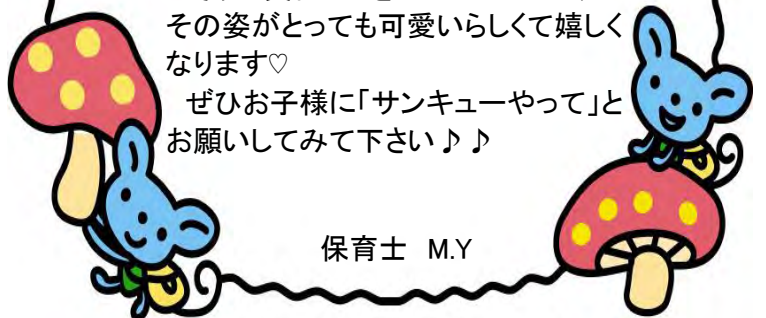 その姿がとっても可愛いらしくて嬉しく
なります♡
ぜひお子様に「サンキューやって」と
お願いしてみて下さい♪♪
保育士 M.Y